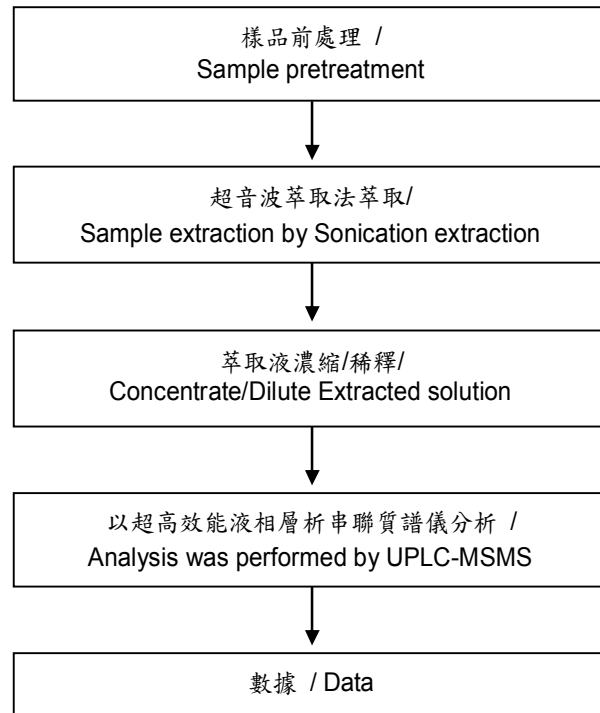 樣品前處理 /
Sample pretreatment
超音波萃取法萃取/
Sample extraction by Sonication extraction
萃取液濃縮/稀釋/
Concentrate/Dilute Extracted solution
以超高效能液相層析串聯質譜儀分析 /
Analysis was performed by UPLC-MSMS
數據 / Data